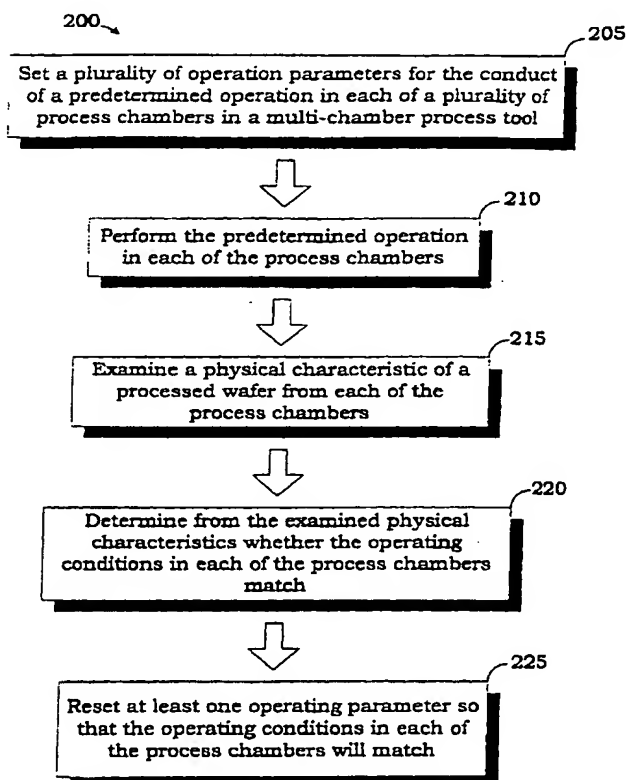 200
205
Set a plurality of operation parameters for the conduct
of a predetermined operation in each of a plurality of
process chambers in a multi-chamber process tool
210
Perform the predetermined operation
in each of the process chambers
215
Examine a physical characteristic of a
processed wafer from each of the
process chambers
220
Determine from the examined physical
characteristics whether the operating
conditions in each of the process chambers
match
225
Reset at least one operating parameter so
that the operating conditions in each of
the process chambers will match